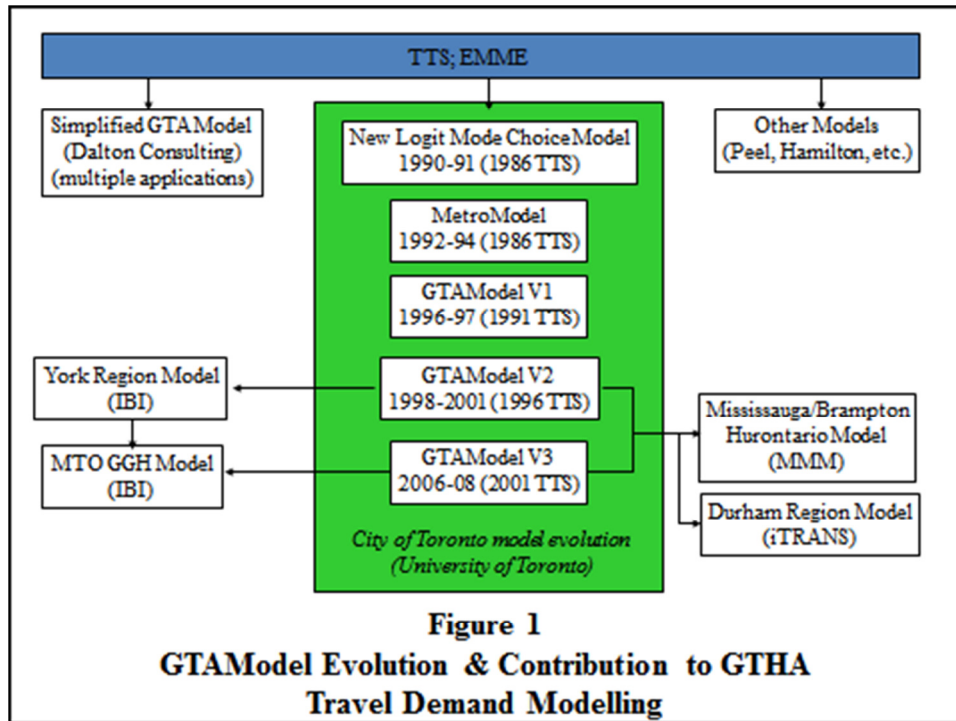 TTS; EMME
Simplified GTA Model
(Dalton Consulting)
(multiple applications)
New Logit Mode Choice Model
1990-91 (1986 TTS)
Other Models
(Peel, Hamilton, etc.)
MetroModel
1992-94 (1986 TTS)
GTAModel V1
1996-97 (1991 TTS)
York Region Model
(IBI)
GTAModel V2
1998-2001 (1996 TTS)
Mississauga/Brampton
Hurontario Model
(MMM)
MTO GGH Model
(IBI)
GTAModel V3
2006-08 (2001 TTS)
Durham Region Model
(iTRANS)
City of Toronto model evolution
(University of Toronto)
Figure 1
GTAModel Evolution & Contribution to GTHA
Travel Demand Modelling